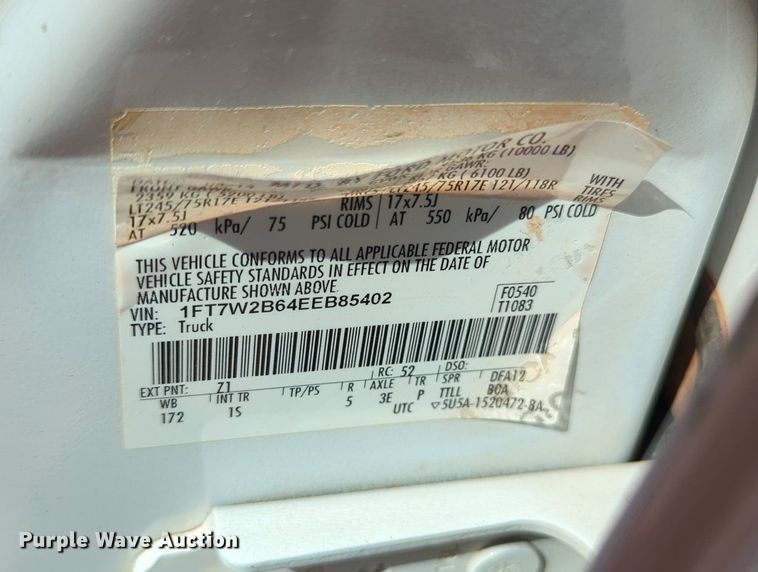 MFD. BY FORD MOTOR CO.
KG (10000 LB)
KG ( 6100 LB)
LT245/75R17E 121/118R
LT245/75R17E
WITH
TIRES
RIMS
17x7.5J RIMS 17x7.5J
AT 520 kPa/ 75 PSI COLD AT 550 kPa/ 80 PSI COLD
THIS VEHICLE CONFORMS TO ALL APPLICABLE FEDERAL MOTOR
VEHICLE SAFETY STANDARDS IN EFFECT ON THE DATE OF
MANUFACTURE SHOWN ABOVE.
VIN: 1FT7W2B64EEB85402
TYPE: Truck
F0540
T1083
RC: 52 DSO:
EXT PNT: Z1
WB INT TR TP/PS R AXLE TR SPR DFA12
172 1S 5 3E P TTLL BOA
UTC ▽5U5A-1520472-BA
Purple Wave Auction